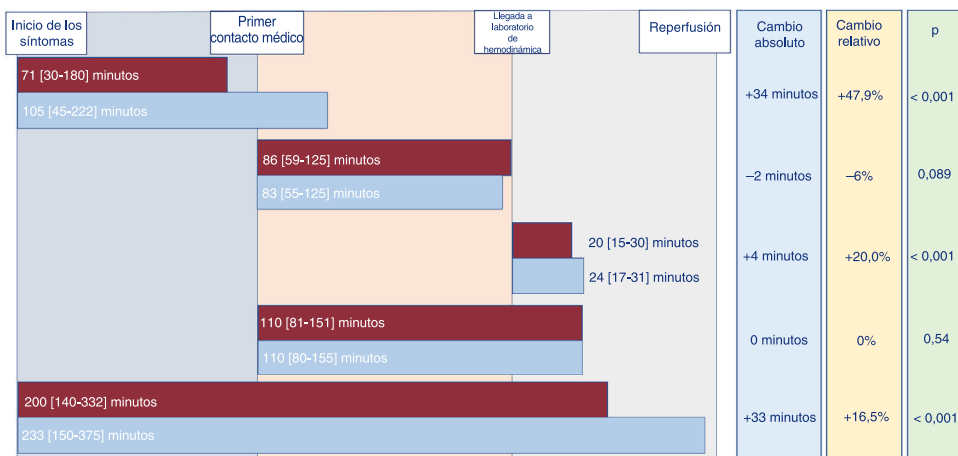 Inicio de los
síntomas
Primer
contacto médico
Llegada a
laboratorio
de
hemodinámica
Reperfusión
Cambio
absoluto
Cambio
relativo
p
71 [30-180] minutos
105 [45-222] minutos
+34 minutos
+47,9%
< 0,001
86 [59-125] minutos
83 [55-125] minutos
–2 minutos
–6%
0,089
20 [15-30] minutos
24 [17-31] minutos
+4 minutos
+20,0%
< 0,001
110 [81-151] minutos
110 [80-155] minutos
0 minutos
0%
0,54
200 [140-332] minutos
233 [150-375] minutos
+33 minutos
+16,5%
< 0,001